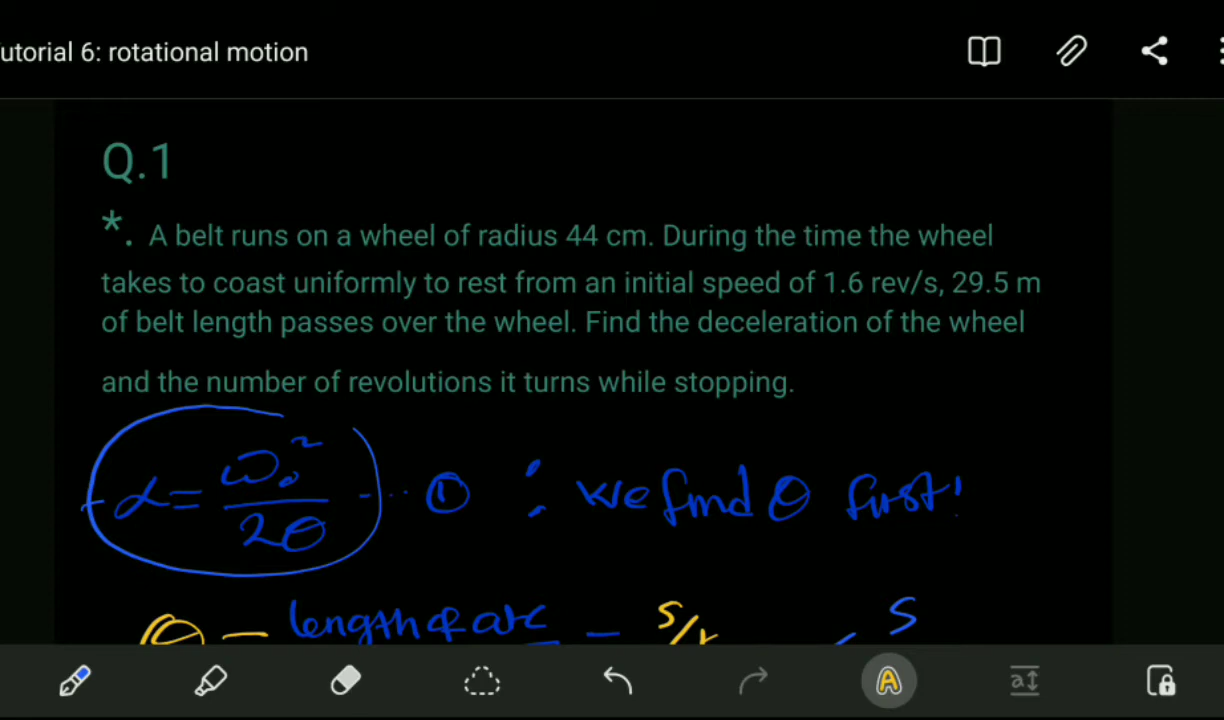 utorial 6: rotational motion
Q.1
*. A belt runs on a wheel of radius 44 cm. During the time the wheel
takes to coast uniformly to rest from an initial speed of 1.6 rev/s, 29.5 m
of belt length passes over the wheel. Find the deceleration of the wheel
and the number of revolutions it turns while stopping.
-α = ω₀² / 2θ --·· ① : We find θ first!
θ = length of arc = s/r
s
A
a